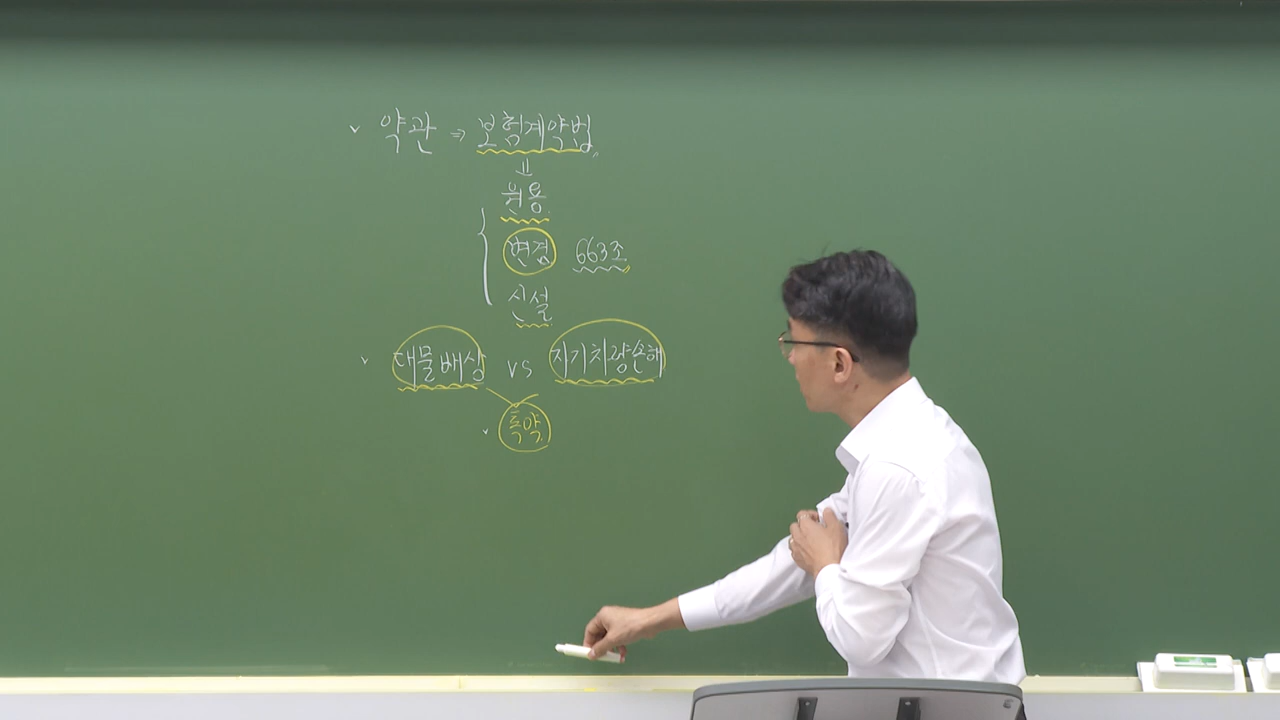 약관 ⇒ 보험계약법
원용
변경 663조
신설
대물배상 vs 자기차량손해
특약